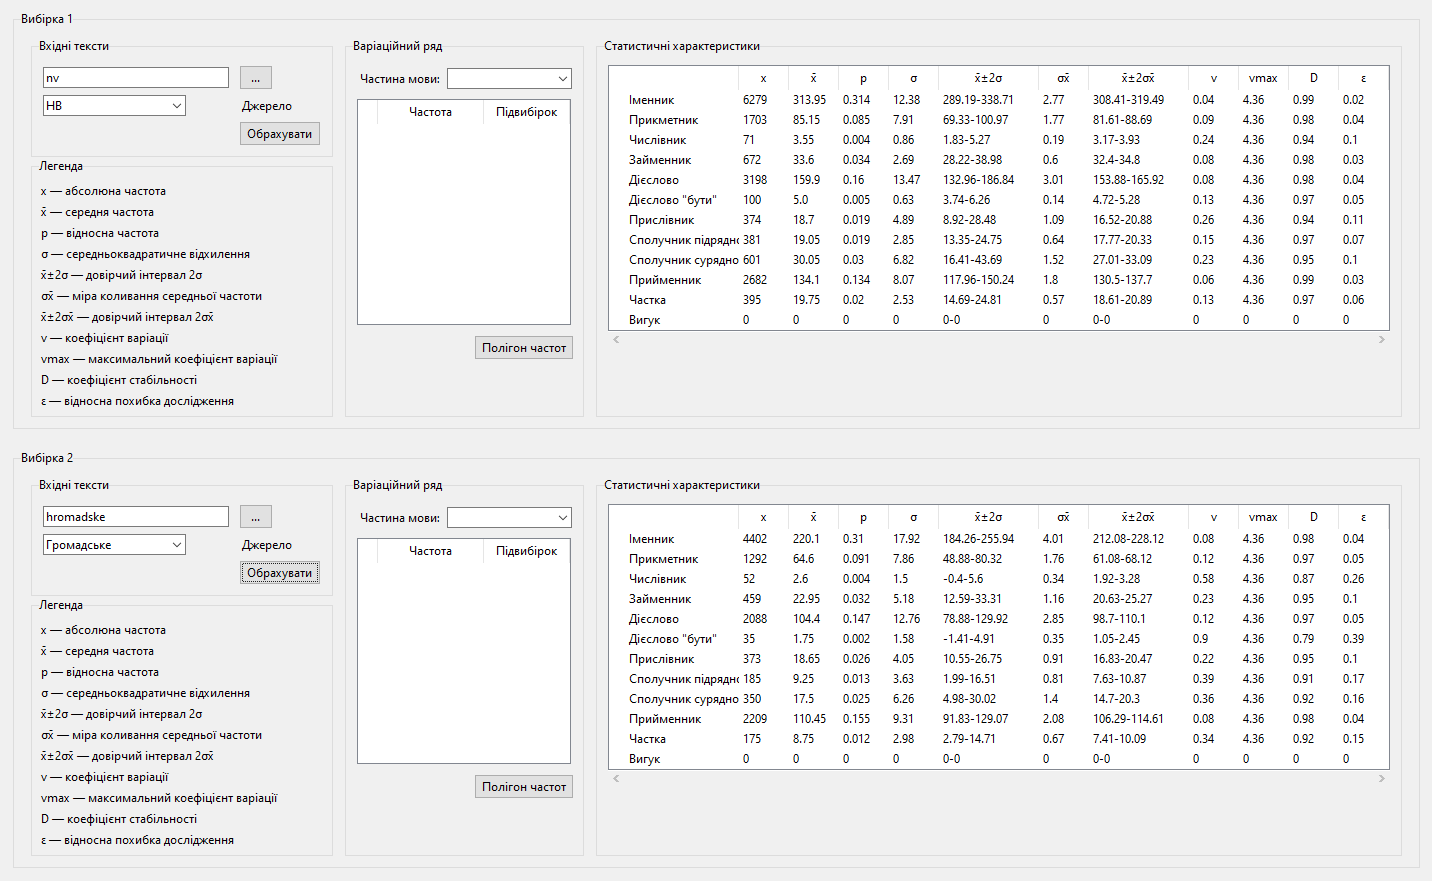 Вибірка 1
Вхідні тексти
nv
...
НВ
Джерело
Обрахувати
Легенда
x — абсолюна частота
x̄ — середня частота
p — відносна частота
σ — середньоквадратичне відхилення
x̄±2σ — довірчий інтервал 2σ
σx̄ — міра коливання середньої частоти
x̄±2σx̄ — довірчий інтервал 2σx̄
v — коефіцієнт варіації
vmax — максимальний коефіцієнт варіації
D — коефіцієнт стабільності
ε — відносна похибка дослідження
Варіаційний ряд
Частина мови:
Частота Підвибірок
Полігон частот
Статистичні характеристики
x x̄ p σ x̄±2σ σx̄ x̄±2σx̄ v vmax D ε
Іменник 6279 313.95 0.314 12.38 289.19-338.71 2.77 308.41-319.49 0.04 4.36 0.99 0.02
Прикметник 1703 85.15 0.085 7.91 69.33-100.97 1.77 81.61-88.69 0.09 4.36 0.98 0.04
Числівник 71 3.55 0.004 0.86 1.83-5.27 0.19 3.17-3.93 0.24 4.36 0.94 0.1
Займенник 672 33.6 0.034 2.69 28.22-38.98 0.6 32.4-34.8 0.08 4.36 0.98 0.03
Дієслово 3198 159.9 0.16 13.47 132.96-186.84 3.01 153.88-165.92 0.08 4.36 0.98 0.04
Дієслово "бути" 100 5.0 0.005 0.63 3.74-6.26 0.14 4.72-5.28 0.13 4.36 0.97 0.05
Прислівник 374 18.7 0.019 4.89 8.92-28.48 1.09 16.52-20.88 0.26 4.36 0.94 0.11
Сполучник підрядно 381 19.05 0.019 2.85 13.35-24.75 0.64 17.77-20.33 0.15 4.36 0.97 0.07
Сполучник сурядно 601 30.05 0.03 6.82 16.41-43.69 1.52 27.01-33.09 0.23 4.36 0.95 0.1
Прийменник 2682 134.1 0.134 8.07 117.96-150.24 1.8 130.5-137.7 0.06 4.36 0.99 0.03
Частка 395 19.75 0.02 2.53 14.69-24.81 0.57 18.61-20.89 0.13 4.36 0.97 0.06
Вигук 0 0 0 0 0-0 0 0-0 0 0 0 0
Вибірка 2
Вхідні тексти
hromadske
...
Громадське
Джерело
Обрахувати
Легенда
x — абсолюна частота
x̄ — середня частота
p — відносна частота
σ — середньоквадратичне відхилення
x̄±2σ — довірчий інтервал 2σ
σx̄ — міра коливання середньої частоти
x̄±2σx̄ — довірчий інтервал 2σx̄
v — коефіцієнт варіації
vmax — максимальний коефіцієнт варіації
D — коефіцієнт стабільності
ε — відносна похибка дослідження
Варіаційний ряд
Частина мови:
Частота Підвибірок
Полігон частот
Статистичні характеристики
x x̄ p σ x̄±2σ σx̄ x̄±2σx̄ v vmax D ε
Іменник 4402 220.1 0.31 17.92 184.26-255.94 4.01 212.08-228.12 0.08 4.36 0.98 0.04
Прикметник 1292 64.6 0.091 7.86 48.88-80.32 1.76 61.08-68.12 0.12 4.36 0.97 0.05
Числівник 52 2.6 0.004 1.5 -0.4-5.6 0.34 1.92-3.28 0.58 4.36 0.87 0.26
Займенник 459 22.95 0.032 5.18 12.59-33.31 1.16 20.63-25.27 0.23 4.36 0.95 0.1
Дієслово 2088 104.4 0.147 12.76 78.88-129.92 2.85 98.7-110.1 0.12 4.36 0.97 0.05
Дієслово "бути" 35 1.75 0.002 1.58 -1.41-4.91 0.35 1.05-2.45 0.9 4.36 0.79 0.39
Прислівник 373 18.65 0.026 4.05 10.55-26.75 0.91 16.83-20.47 0.22 4.36 0.95 0.1
Сполучник підрядно 185 9.25 0.013 3.63 1.99-16.51 0.81 7.63-10.87 0.39 4.36 0.91 0.17
Сполучник сурядно 350 17.5 0.025 6.26 4.98-30.02 1.4 14.7-20.3 0.36 4.36 0.92 0.16
Прийменник 2209 110.45 0.155 9.31 91.83-129.07 2.08 106.29-114.61 0.08 4.36 0.98 0.04
Частка 175 8.75 0.012 2.98 2.79-14.71 0.67 7.41-10.09 0.34 4.36 0.92 0.15
Вигук 0 0 0 0 0-0 0 0-0 0 0 0 0